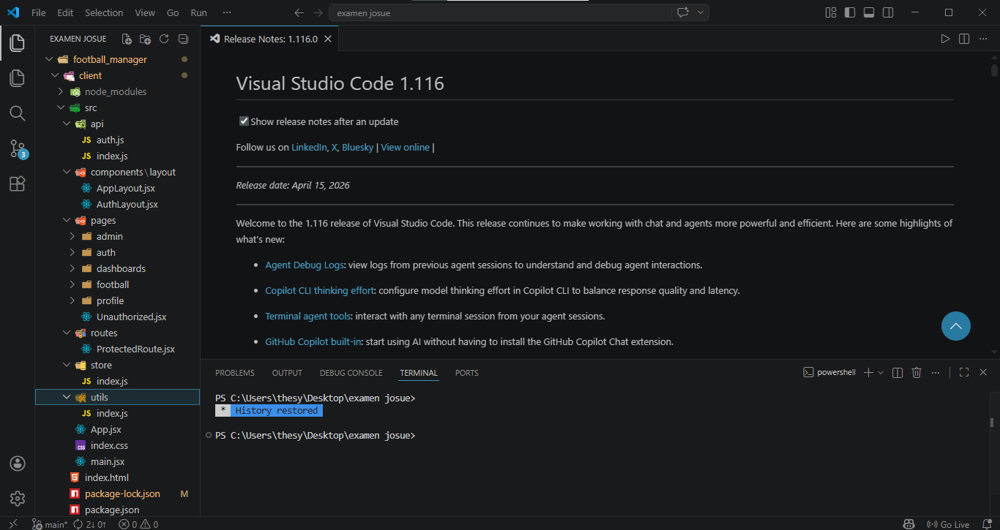 File Edit Selection View Go Run ···
examen josue
EXAMEN JOSUE
football_manager
client
node_modules
src
api
JS auth.js
JS index.js
components\layout
AppLayout.jsx
AuthLayout.jsx
pages
admin
auth
dashboards
football
profile
Unauthorized.jsx
routes
ProtectedRoute.jsx
store
JS index.js
utils
JS index.js
App.jsx
css index.css
main.jsx
index.html
package-lock.json M
package.json
3
Release Notes: 1.116.0
Visual Studio Code 1.116
Show release notes after an update
Follow us on LinkedIn, X, Bluesky | View online |
Release date: April 15, 2026
Welcome to the 1.116 release of Visual Studio Code. This release continues to make working with chat and agents more powerful and efficient. Here are some highlights of
what's new:
• Agent Debug Logs: view logs from previous agent sessions to understand and debug agent interactions.
• Copilot CLI thinking effort: configure model thinking effort in Copilot CLI to balance response quality and latency.
• Terminal agent tools: interact with any terminal session from your agent sessions.
• GitHub Copilot built-in: start using AI without having to install the GitHub Copilot Chat extension.
PROBLEMS OUTPUT DEBUG CONSOLE TERMINAL PORTS
powershell
PS C:\Users\thesy\Desktop\examen josue>
* History restored
PS C:\Users\thesy\Desktop\examen josue>
main* 2↓ 0↑ 0 0
Go Live